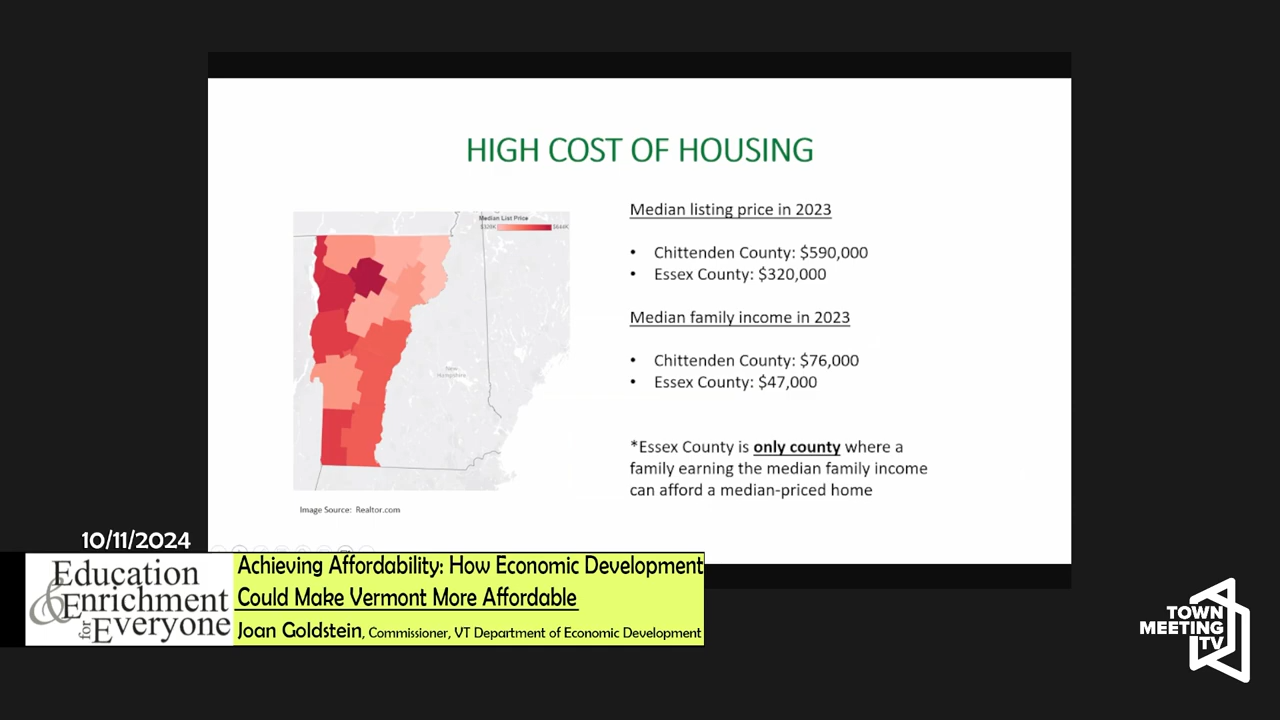 HIGH COST OF HOUSING
Median List Price
$320K
$644K
New
Hampshire
Image Source: Realtor.com
Median listing price in 2023
• Chittenden County: $590,000
• Essex County: $320,000
Median family income in 2023
• Chittenden County: $76,000
• Essex County: $47,000
*Essex County is only county where a
family earning the median family income
can afford a median-priced home
10/11/2024
Education
& Enrichment
for Everyone
Achieving Affordability: How Economic Development
Could Make Vermont More Affordable
Joan Goldstein, Commissioner, VT Department of Economic Development
TOWN
MEETING
TV